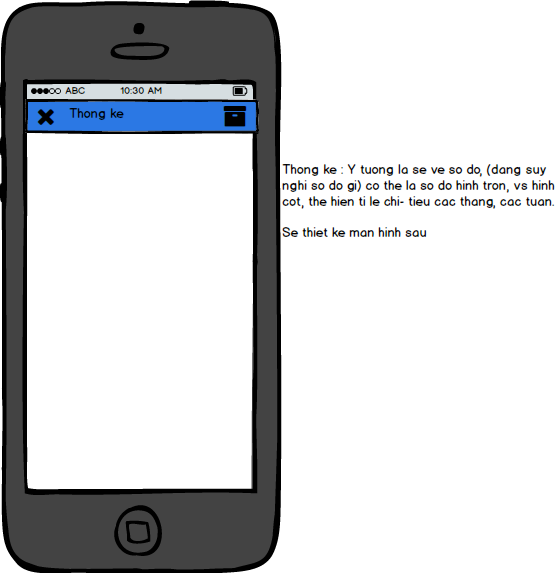 ABC 10:30 AM
Thong ke
Thong ke : Y tuong la se ve so do, (dang suy
nghi so do gi) co the la so do hinh tron, vs hinh
cot, the hien ti le chi- tieu cac thang, cac tuan.
Se thiet ke man hinh sau